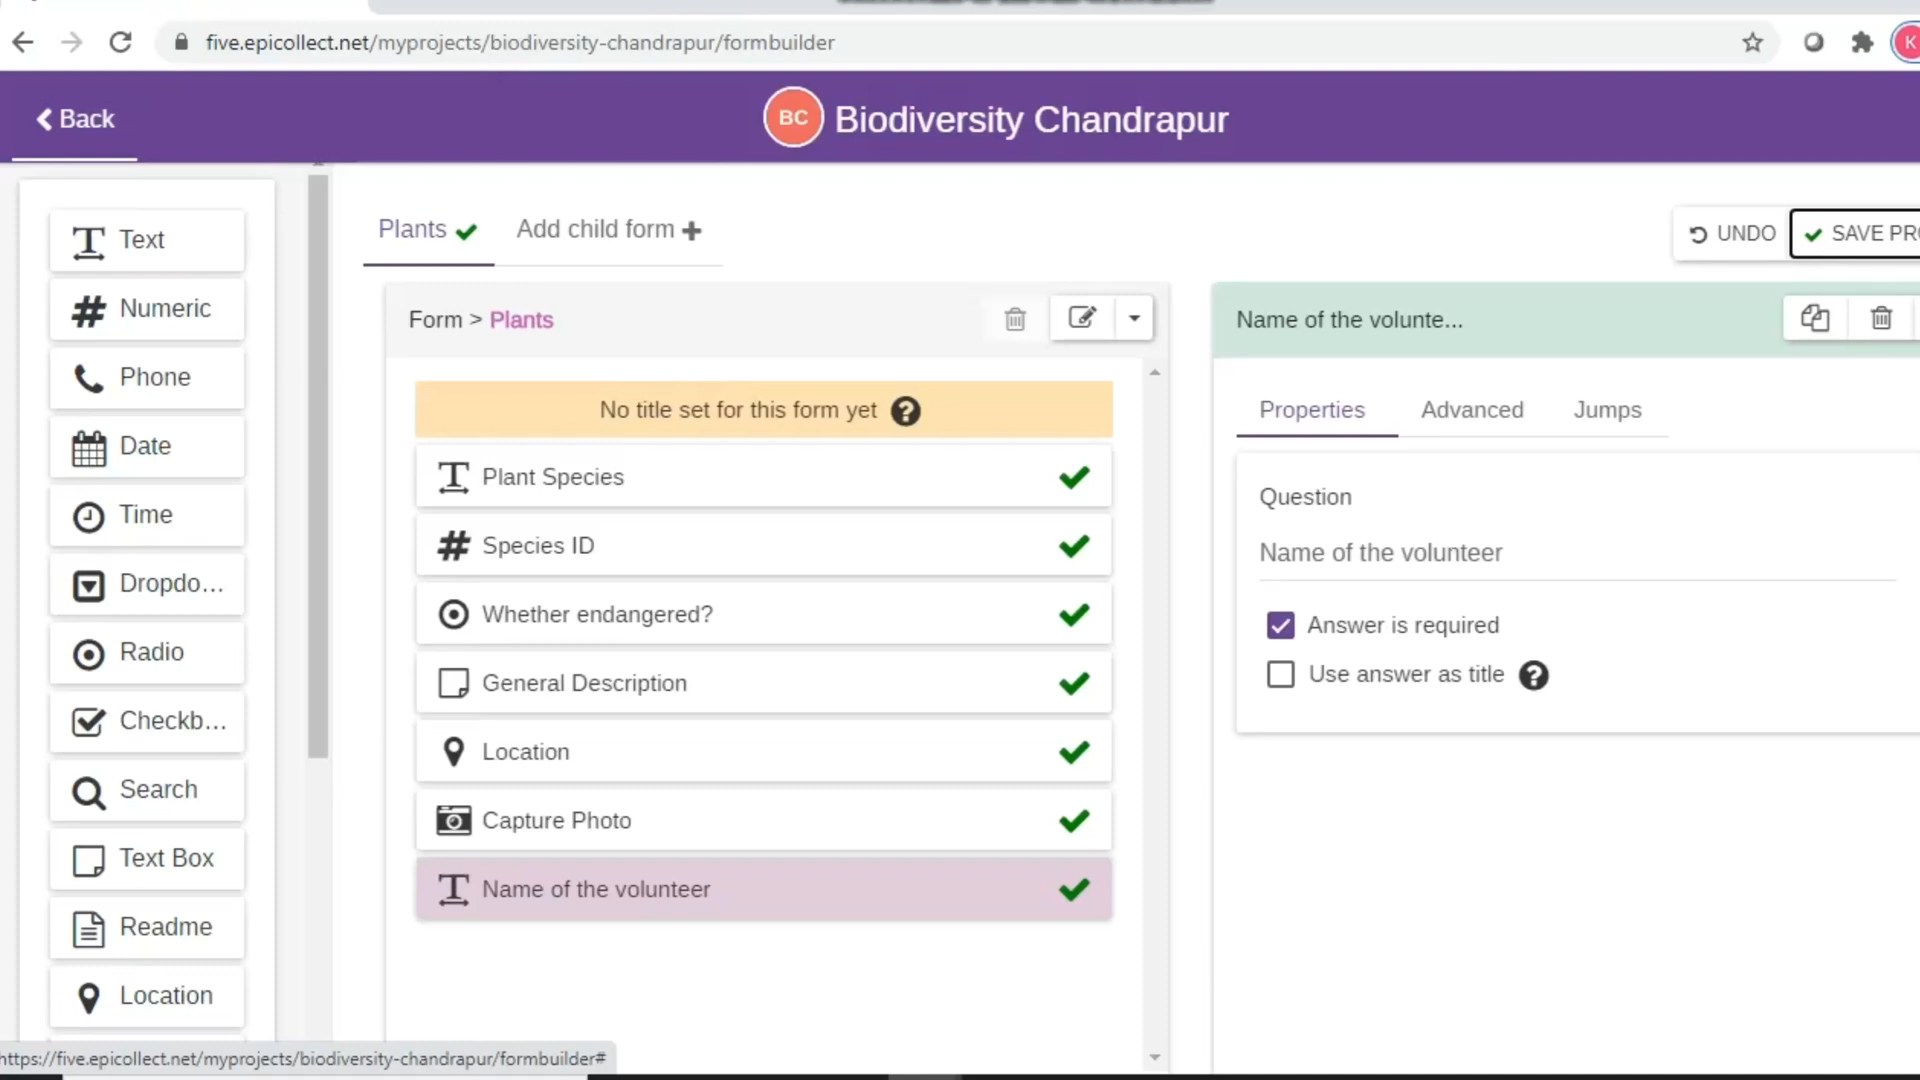 five.epicollect.net/myprojects/biodiversity-chandrapur/formbuilder
K
Back
BC
Biodiversity Chandrapur
Text
Numeric
Phone
Date
Time
Dropdo...
Radio
Checkb...
Search
Text Box
Readme
Location
Plants
Add child form
UNDO
SAVE PRO
Form > Plants
No title set for this form yet
Plant Species
Species ID
Whether endangered?
General Description
Location
Capture Photo
Name of the volunteer
Name of the volunte...
Properties
Advanced
Jumps
Question
Name of the volunteer
Answer is required
Use answer as title
https://five.epicollect.net/myprojects/biodiversity-chandrapur/formbuilder#